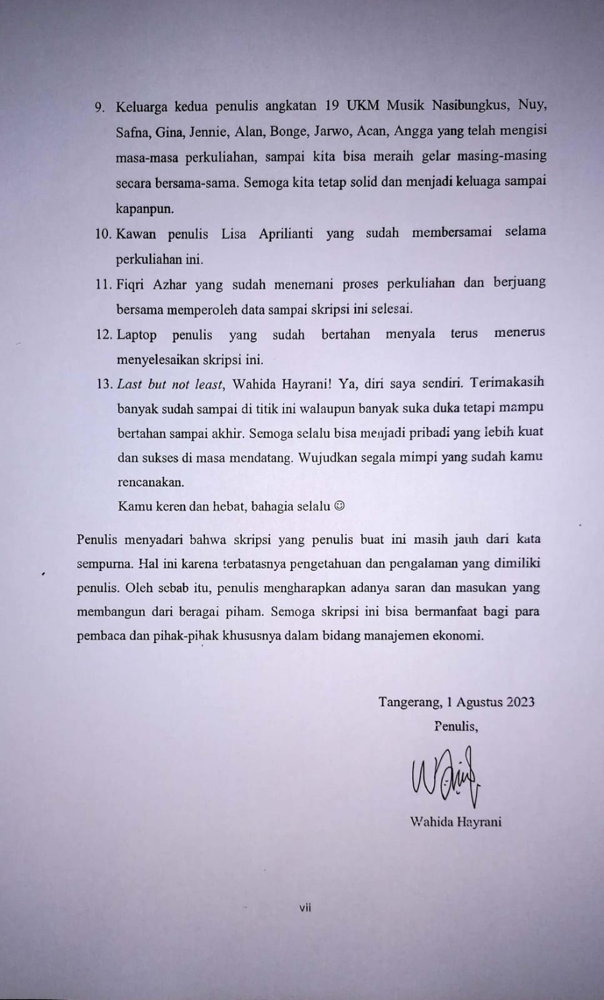 9. Keluarga kedua penulis angkatan 19 UKM Musik Nasibungkus, Nuy,
Safna, Gina, Jennie, Alan, Bonge, Jarwo, Acan, Angga yang telah mengisi
masa-masa perkuliahan, sampai kita bisa meraih gelar masing-masing
secara bersama-sama. Semoga kita tetap solid dan menjadi keluaga sampai
kapanpun.
10. Kawan penulis Lisa Aprilianti yang sudah membersamai selama
perkuliahan ini.
11. Fiqri Azhar yang sudah menemani proses perkuliahan dan berjuang
bersama memperoleh data sampai skripsi ini selesai.
12. Laptop penulis yang sudah bertahan menyala terus menerus
menyelesaikan skripsi ini.
13. Last but not least, Wahida Hayrani! Ya, diri saya sendiri. Terimakasih
banyak sudah sampai di titik ini walaupun banyak suka duka tetapi mampu
bertahan sampai akhir. Semoga selalu bisa menjadi pribadi yang lebih kuat
dan sukses di masa mendatang. Wujudkan segala mimpi yang sudah kamu
rencanakan.
Kamu keren dan hebat, bahagia selalu ☺
Penulis menyadari bahwa skripsi yang penulis buat ini masih jauh dari kata
sempurna. Hal ini karena terbatasnya pengetahuan dan pengalaman yang dimiliki
penulis. Oleh sebab itu, penulis mengharapkan adanya saran dan masukan yang
membangun dari beragai piham. Semoga skripsi ini bisa bermanfaat bagi para
pembaca dan pihak-pihak khususnya dalam bidang manajemen ekonomi.
Tangerang, 1 Agustus 2023
Penulis,
Wahida Hayrani
vii